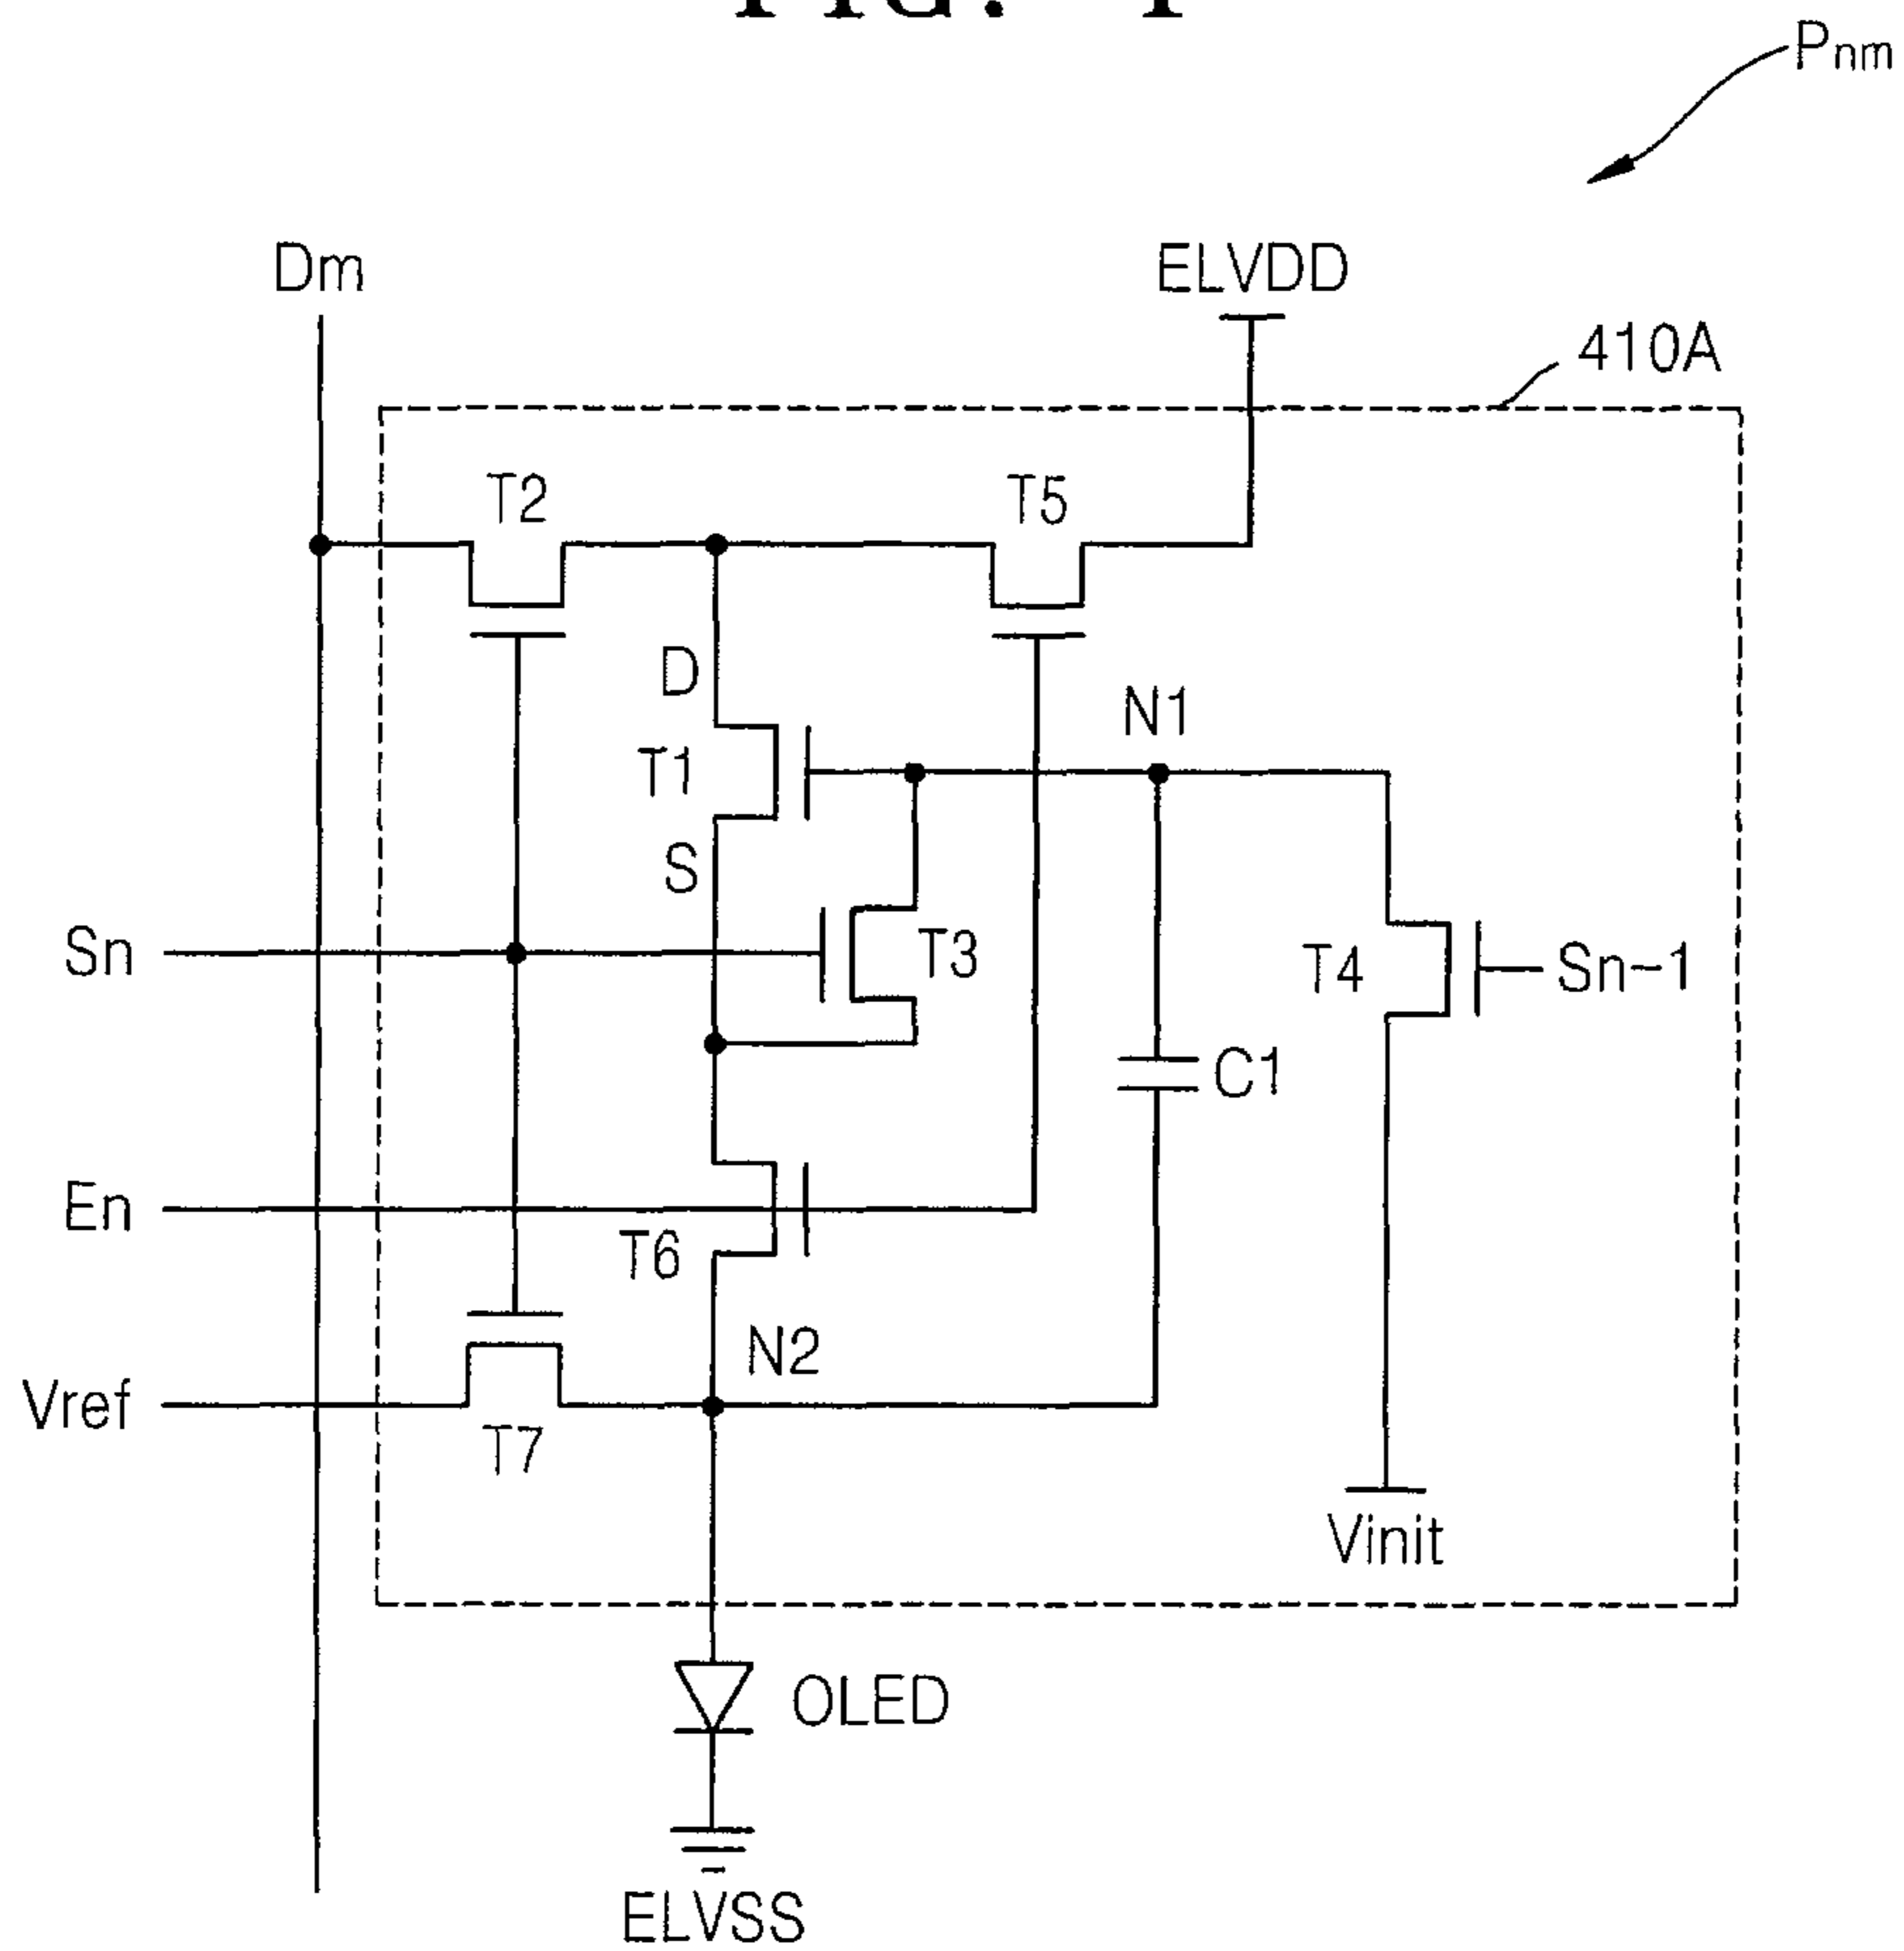 Pnm
Dm
ELVDD
410A
T2
T5
D
N1
T1
S
Sn
T3
T4
Sn-1
C1
En
T6
N2
Vref
T7
Vinit
OLED
ELVSS